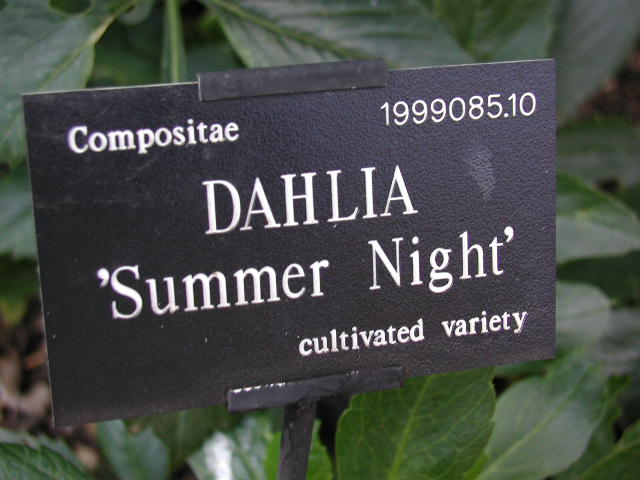 Compositae 1999085.10
DAHLIA
'Summer Night'
cultivated variety